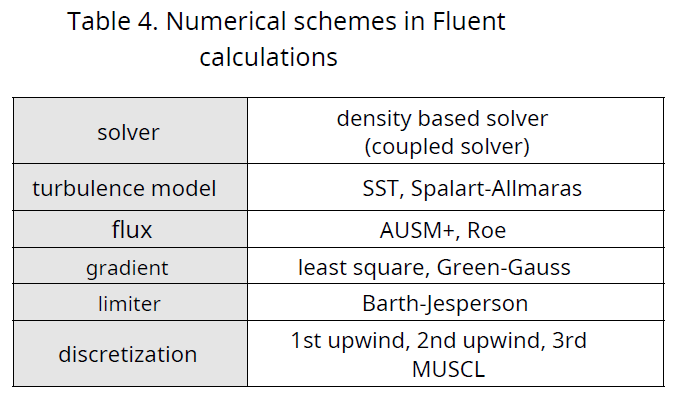 Table 4. Numerical schemes in Fluent
calculations
solver
density based solver
(coupled solver)
turbulence model
SST, Spalart-Allmaras
flux
AUSM+, Roe
gradient
least square, Green-Gauss
limiter
Barth-Jesperson
discretization
1st upwind, 2nd upwind, 3rd
MUSCL